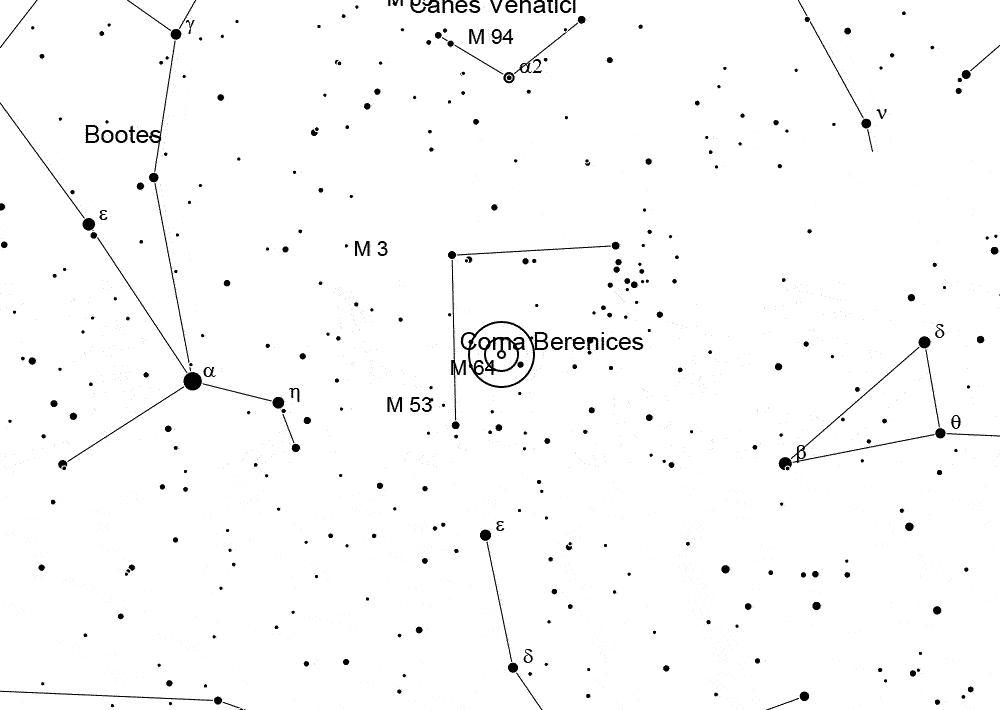 Canes Venatici
γ
M 94
α2
ν
Bootes
ε
M 3
δ
Coma Berenices
M 64
α
η
M 53
θ
β
ε
δ